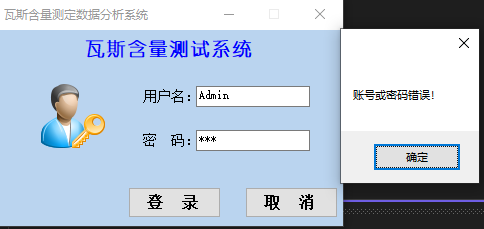 瓦斯含量测定数据分析系统
瓦斯含量测试系统
用户名：Admin
密 码：***
登 录 取 消
账号或密码错误！
确定